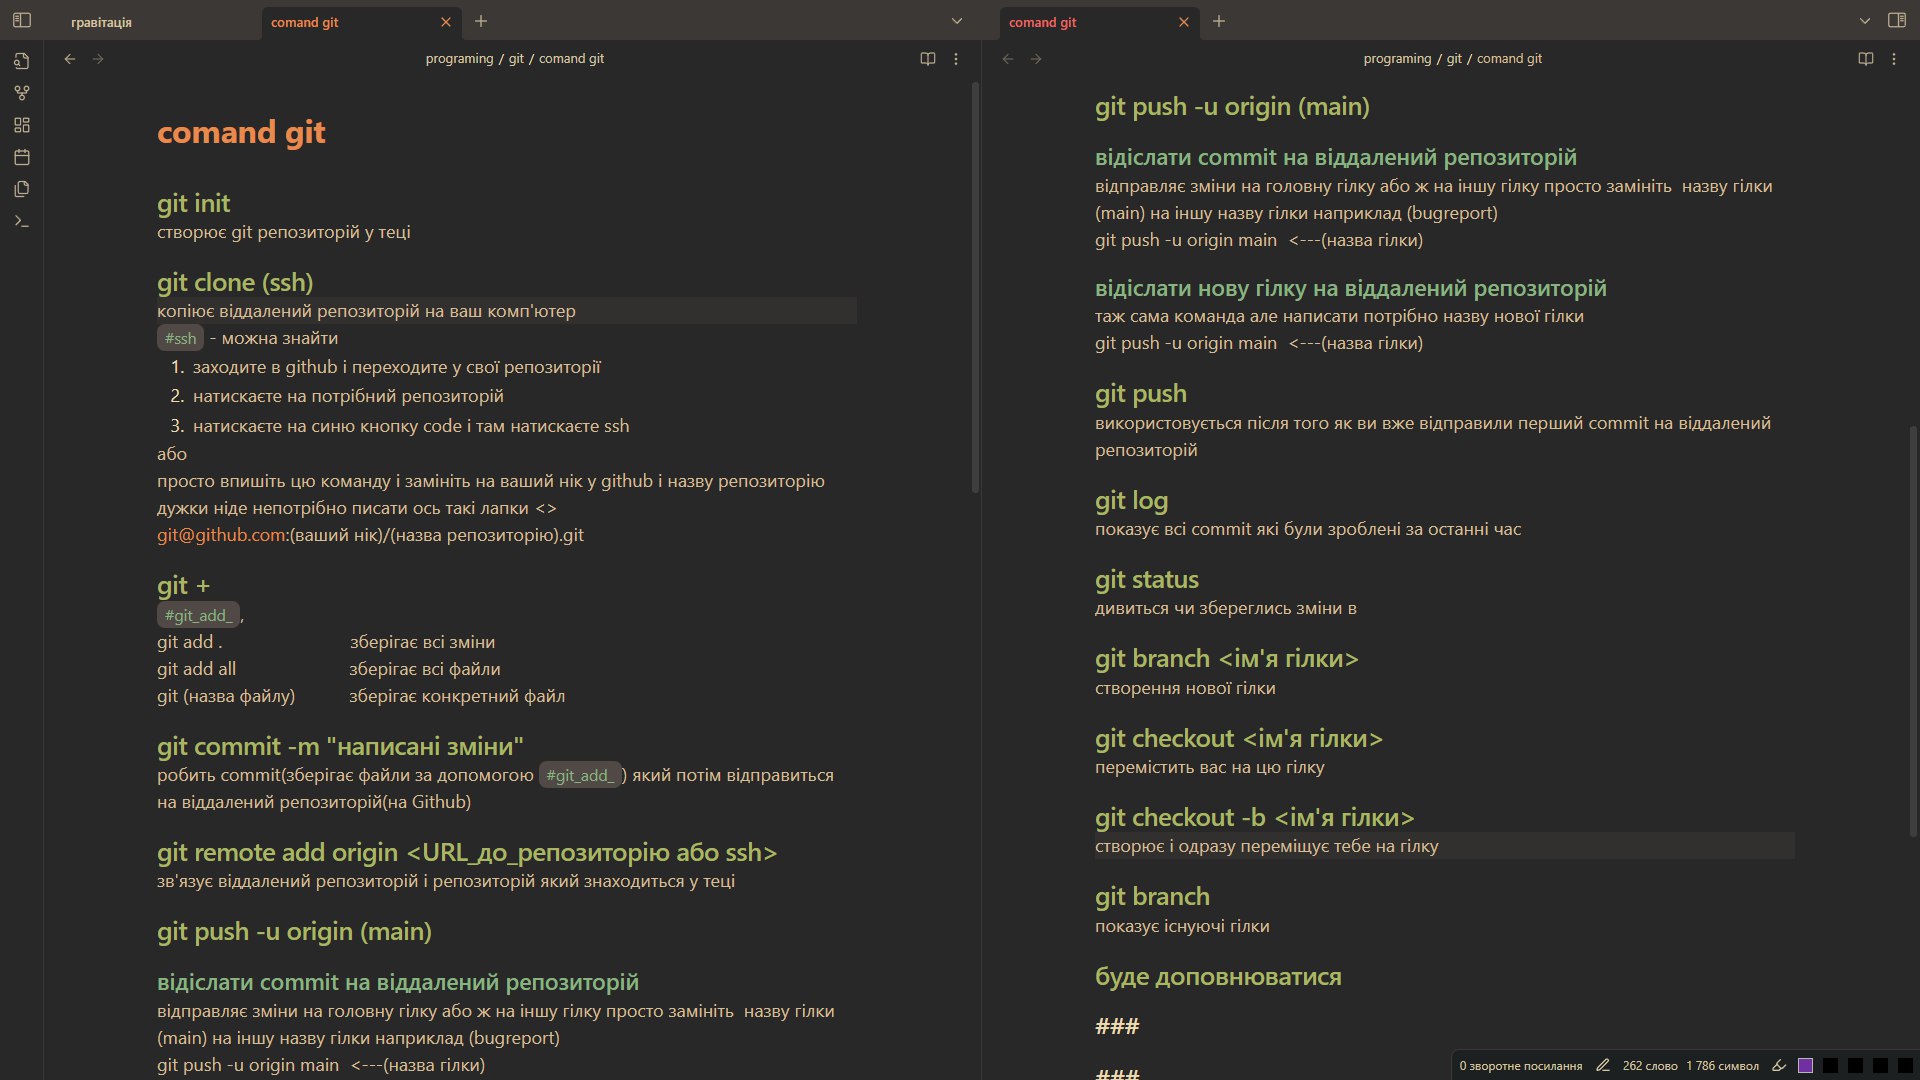 гравітація
comand git
programing / git / comand git
comand git
git init
створює git репозиторій у теці
git clone (ssh)
копіює віддалений репозиторій на ваш комп'ютер
#ssh - можна знайти
1. заходите в github і переходите у свої репозиторії
2. натискаєте на потрібний репозиторій
3. натискаєте на синю кнопку code і там натискаєте ssh
або
просто впишіть цю команду і замініть на ваший нік у github і назву репозиторію
дужки ніде непотрібно писати ось такі лапки <>
git@github.com:(ваший нік)/(назва репозиторію).git
git +
#git_add_,
git add . зберігає всі зміни
git add all зберігає всі файли
git (назва файлу) зберігає конкретний файл
git commit -m "написані зміни"
робить commit(зберігає файли за допомогою #git_add_) який потім відправиться
на віддалений репозиторій(на Github)
git remote add origin <URL_до_репозиторію або ssh>
зв'язує віддалений репозиторій і репозиторій який знаходиться у теці
git push -u origin (main)
відіслати commit на віддалений репозиторій
відправляє зміни на головну гілку або ж на іншу гілку просто замініть назву гілки
(main) на іншу назву гілки наприклад (bugreport)
git push -u origin main <---(назва гілки)
comand git
programing / git / comand git
git push -u origin (main)
відіслати commit на віддалений репозиторій
відправляє зміни на головну гілку або ж на іншу гілку просто замініть назву гілки
(main) на іншу назву гілки наприклад (bugreport)
git push -u origin main <---(назва гілки)
відіслати нову гілку на віддалений репозиторій
таж сама команда але написати потрібно назву нової гілки
git push -u origin main <---(назва гілки)
git push
використовується після того як ви вже відправили перший commit на віддалений
репозиторій
git log
показує всі commit які були зроблені за останні час
git status
дивиться чи збереглись зміни в
git branch <ім'я гілки>
створення нової гілки
git checkout <ім'я гілки>
перемістить вас на цю гілку
git checkout -b <ім'я гілки>
створює і одразу переміщує тебе на гілку
git branch
показує існуючі гілки
буде доповнюватися
###
###
0 зворотне посилання 262 слово 1 786 символ